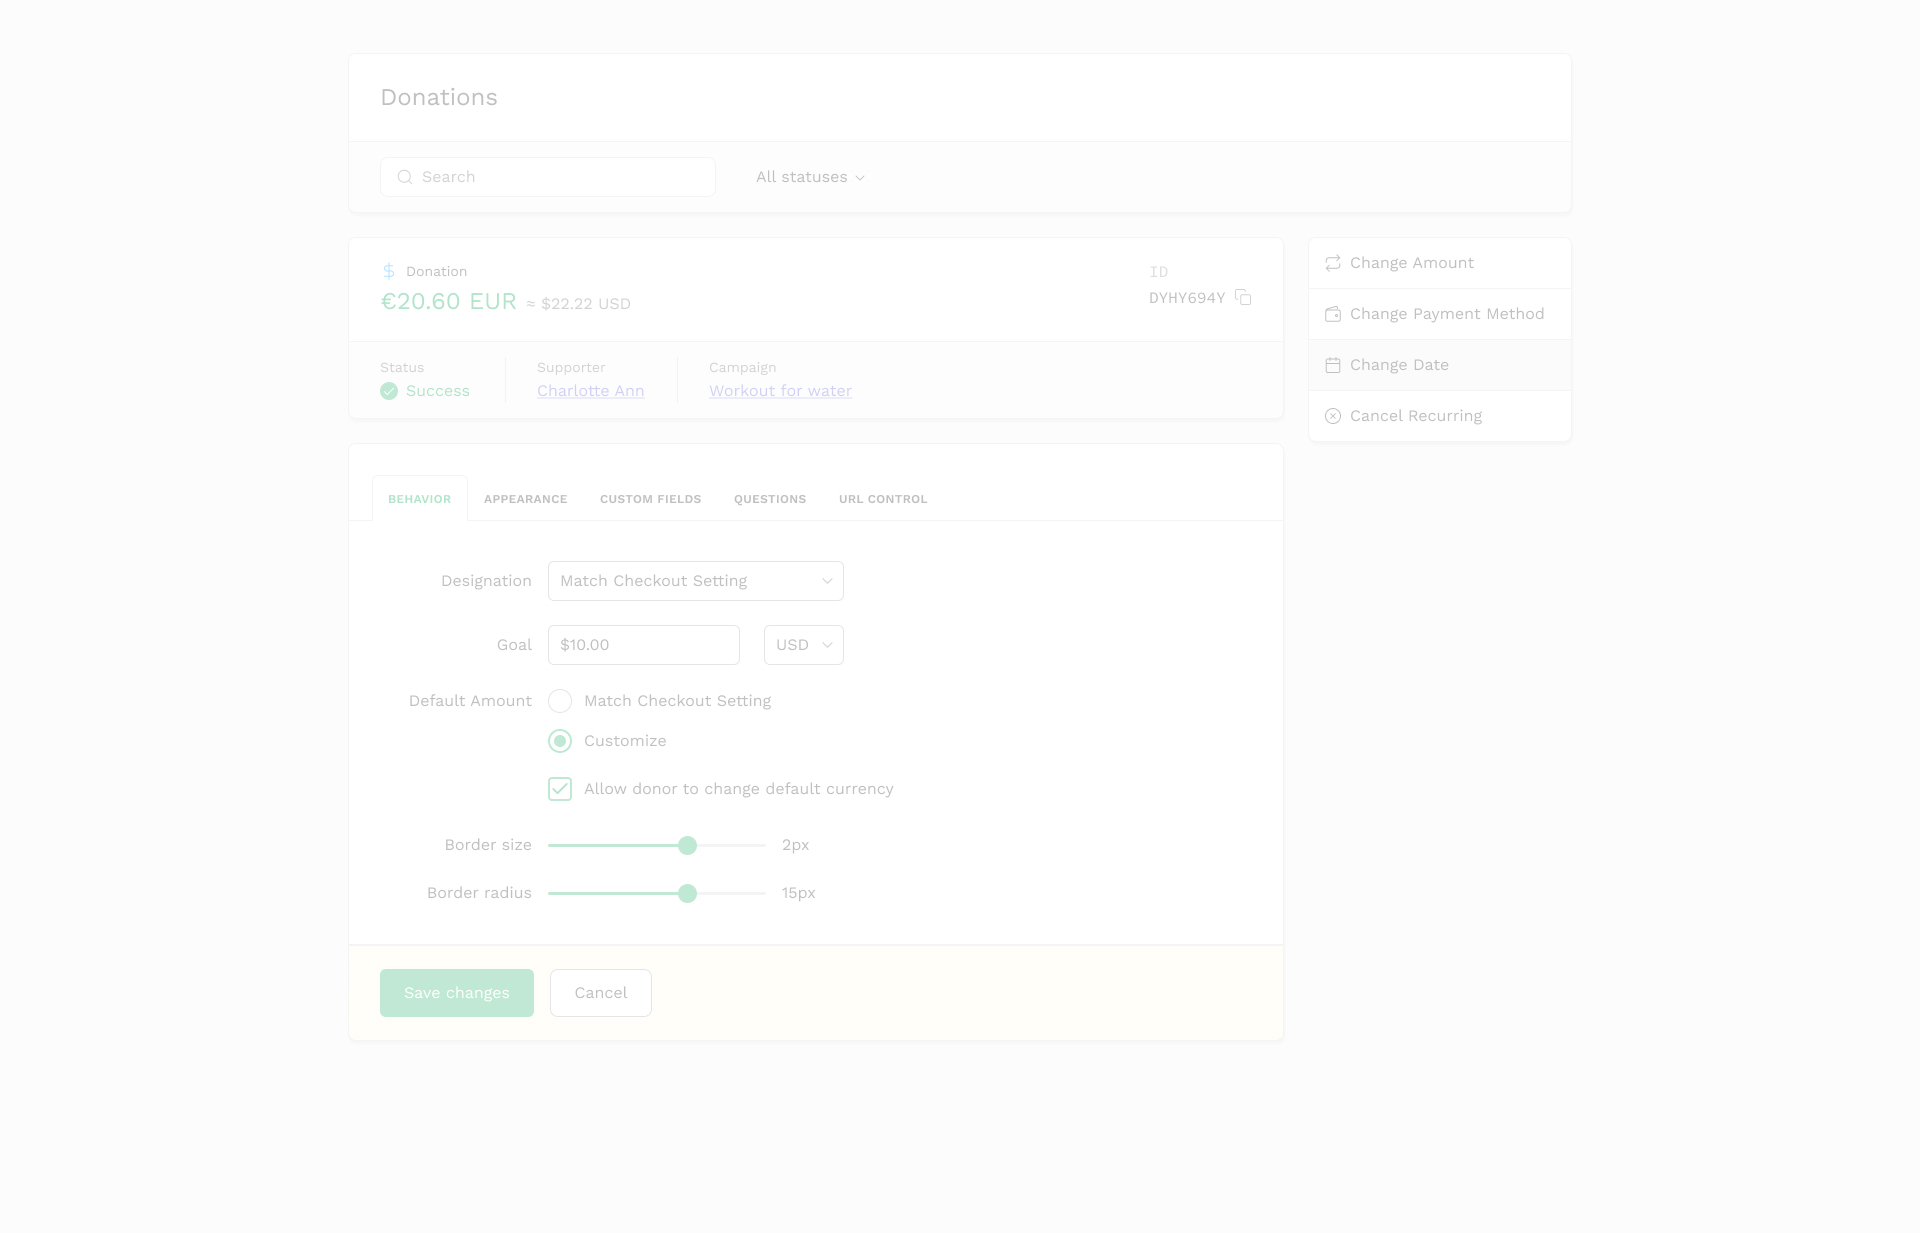 Donations
Search
All statuses
Donation
€20.60 EUR ≈ $22.22 USD
ID
DYHY694Y
Status
Success
Supporter
Charlotte Ann
Campaign
Workout for water
Change Amount
Change Payment Method
Change Date
Cancel Recurring
BEHAVIOR
APPEARANCE
CUSTOM FIELDS
QUESTIONS
URL CONTROL
Designation
Match Checkout Setting
Goal
$10.00
USD
Default Amount
Match Checkout Setting
Customize
Allow donor to change default currency
Border size
2px
Border radius
15px
Save changes
Cancel